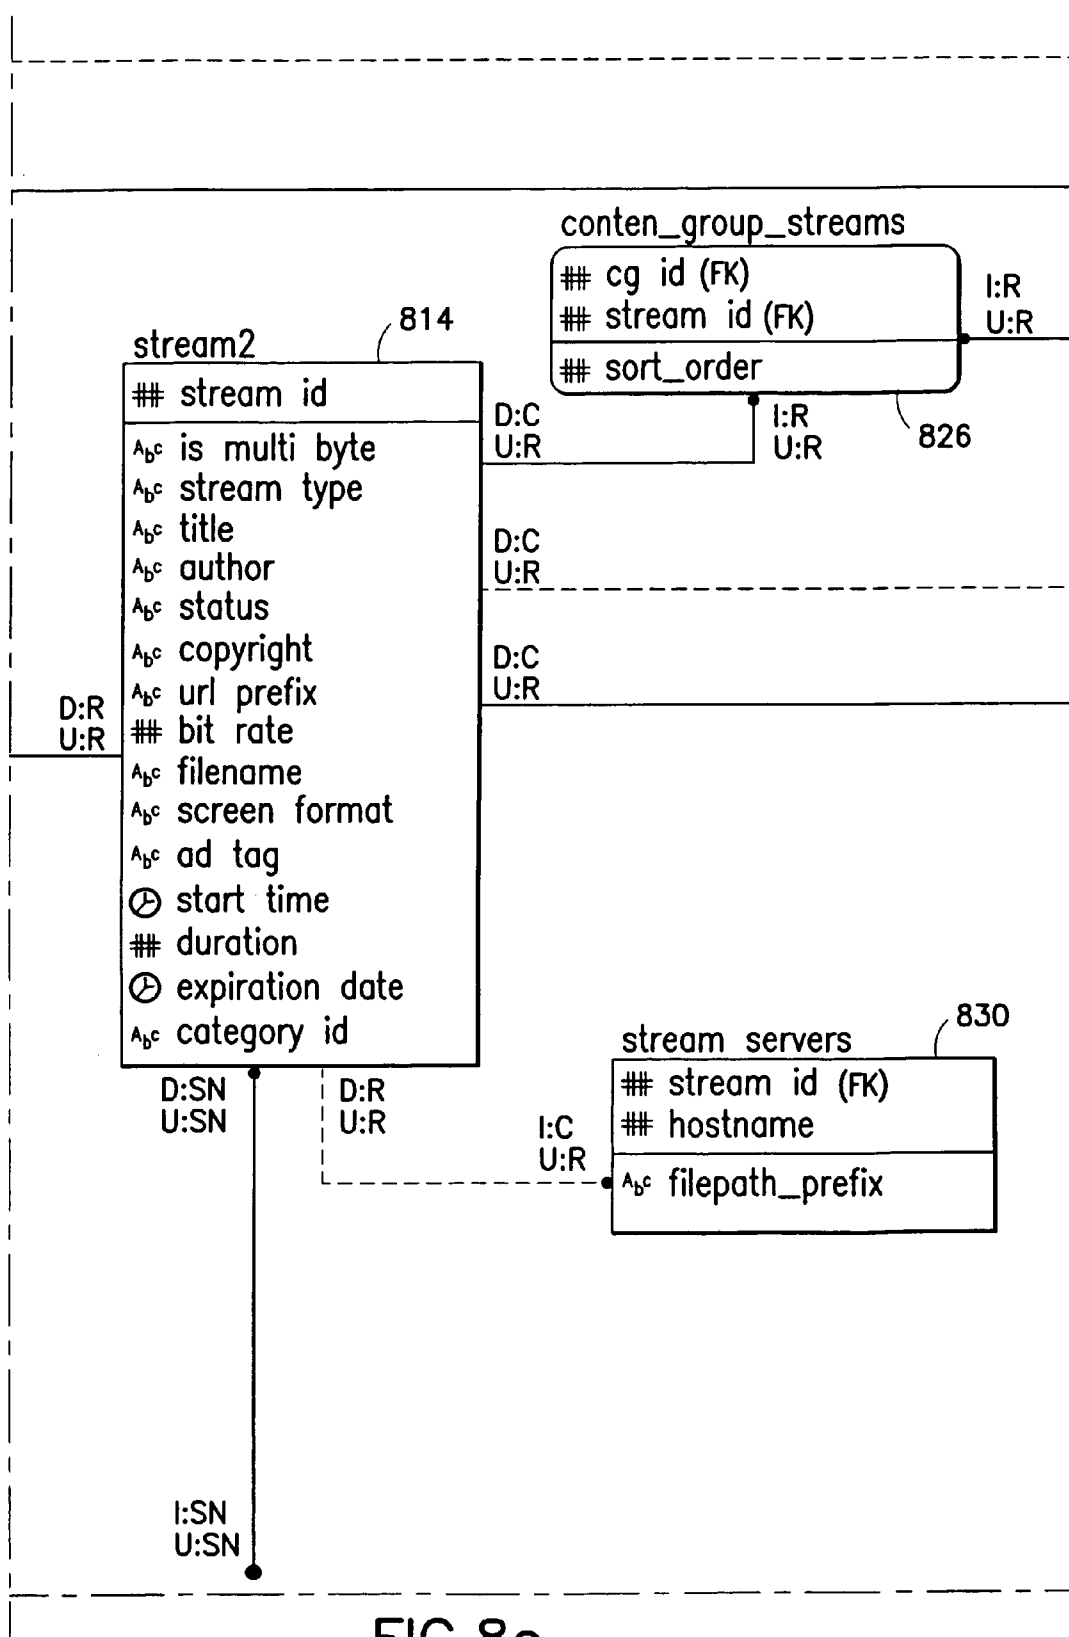 conten_group_streams
## cg id (FK)
## stream id (FK)
## sort_order
I:R
U:R
826
I:R
U:R
814
stream2
## stream id
Abc is multi byte
Abc stream type
Abc title
Abc author
Abc status
Abc copyright
Abc url prefix
## bit rate
Abc filename
Abc screen format
Abc ad tag
start time
## duration
expiration date
Abc category id
D:C
U:R
D:C
U:R
D:C
U:R
D:R
U:R
D:SN
U:SN
D:R
U:R
I:C
U:R
830
stream servers
## stream id (FK)
## hostname
Abc filepath_prefix
I:SN
U:SN